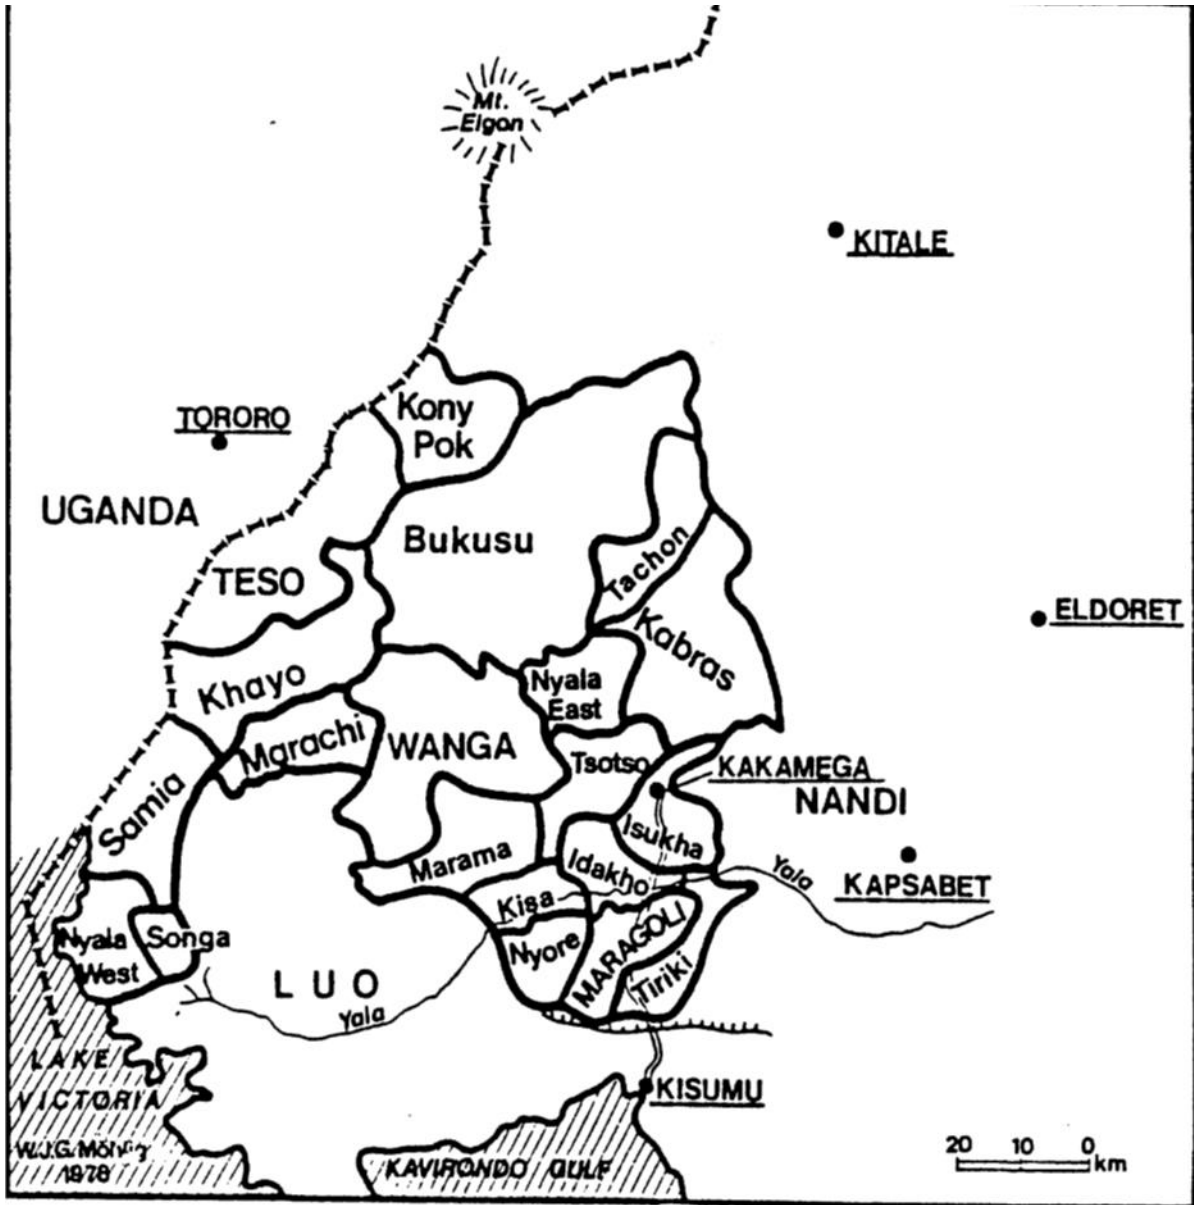 Mt.
Elgon
KITALE
Kony
Pok
TORORO
UGANDA
Bukusu
TESO
Tachon
ELDORET
Kabras
Khayo
Nyala
East
Marachi
WANGA
Tsotso
KAKAMEGA
NANDI
Samia
Isukha
Marama
Idakho
Yala
KAPSABET
Kisa
Nyala
West
Songa
Nyore
MARAGOLI
Tiriki
LUO
Yala
LAKE
VICTORIA
KISUMU
W.J.G.
1978
KAVIRONDO GULF
20 10 0
km